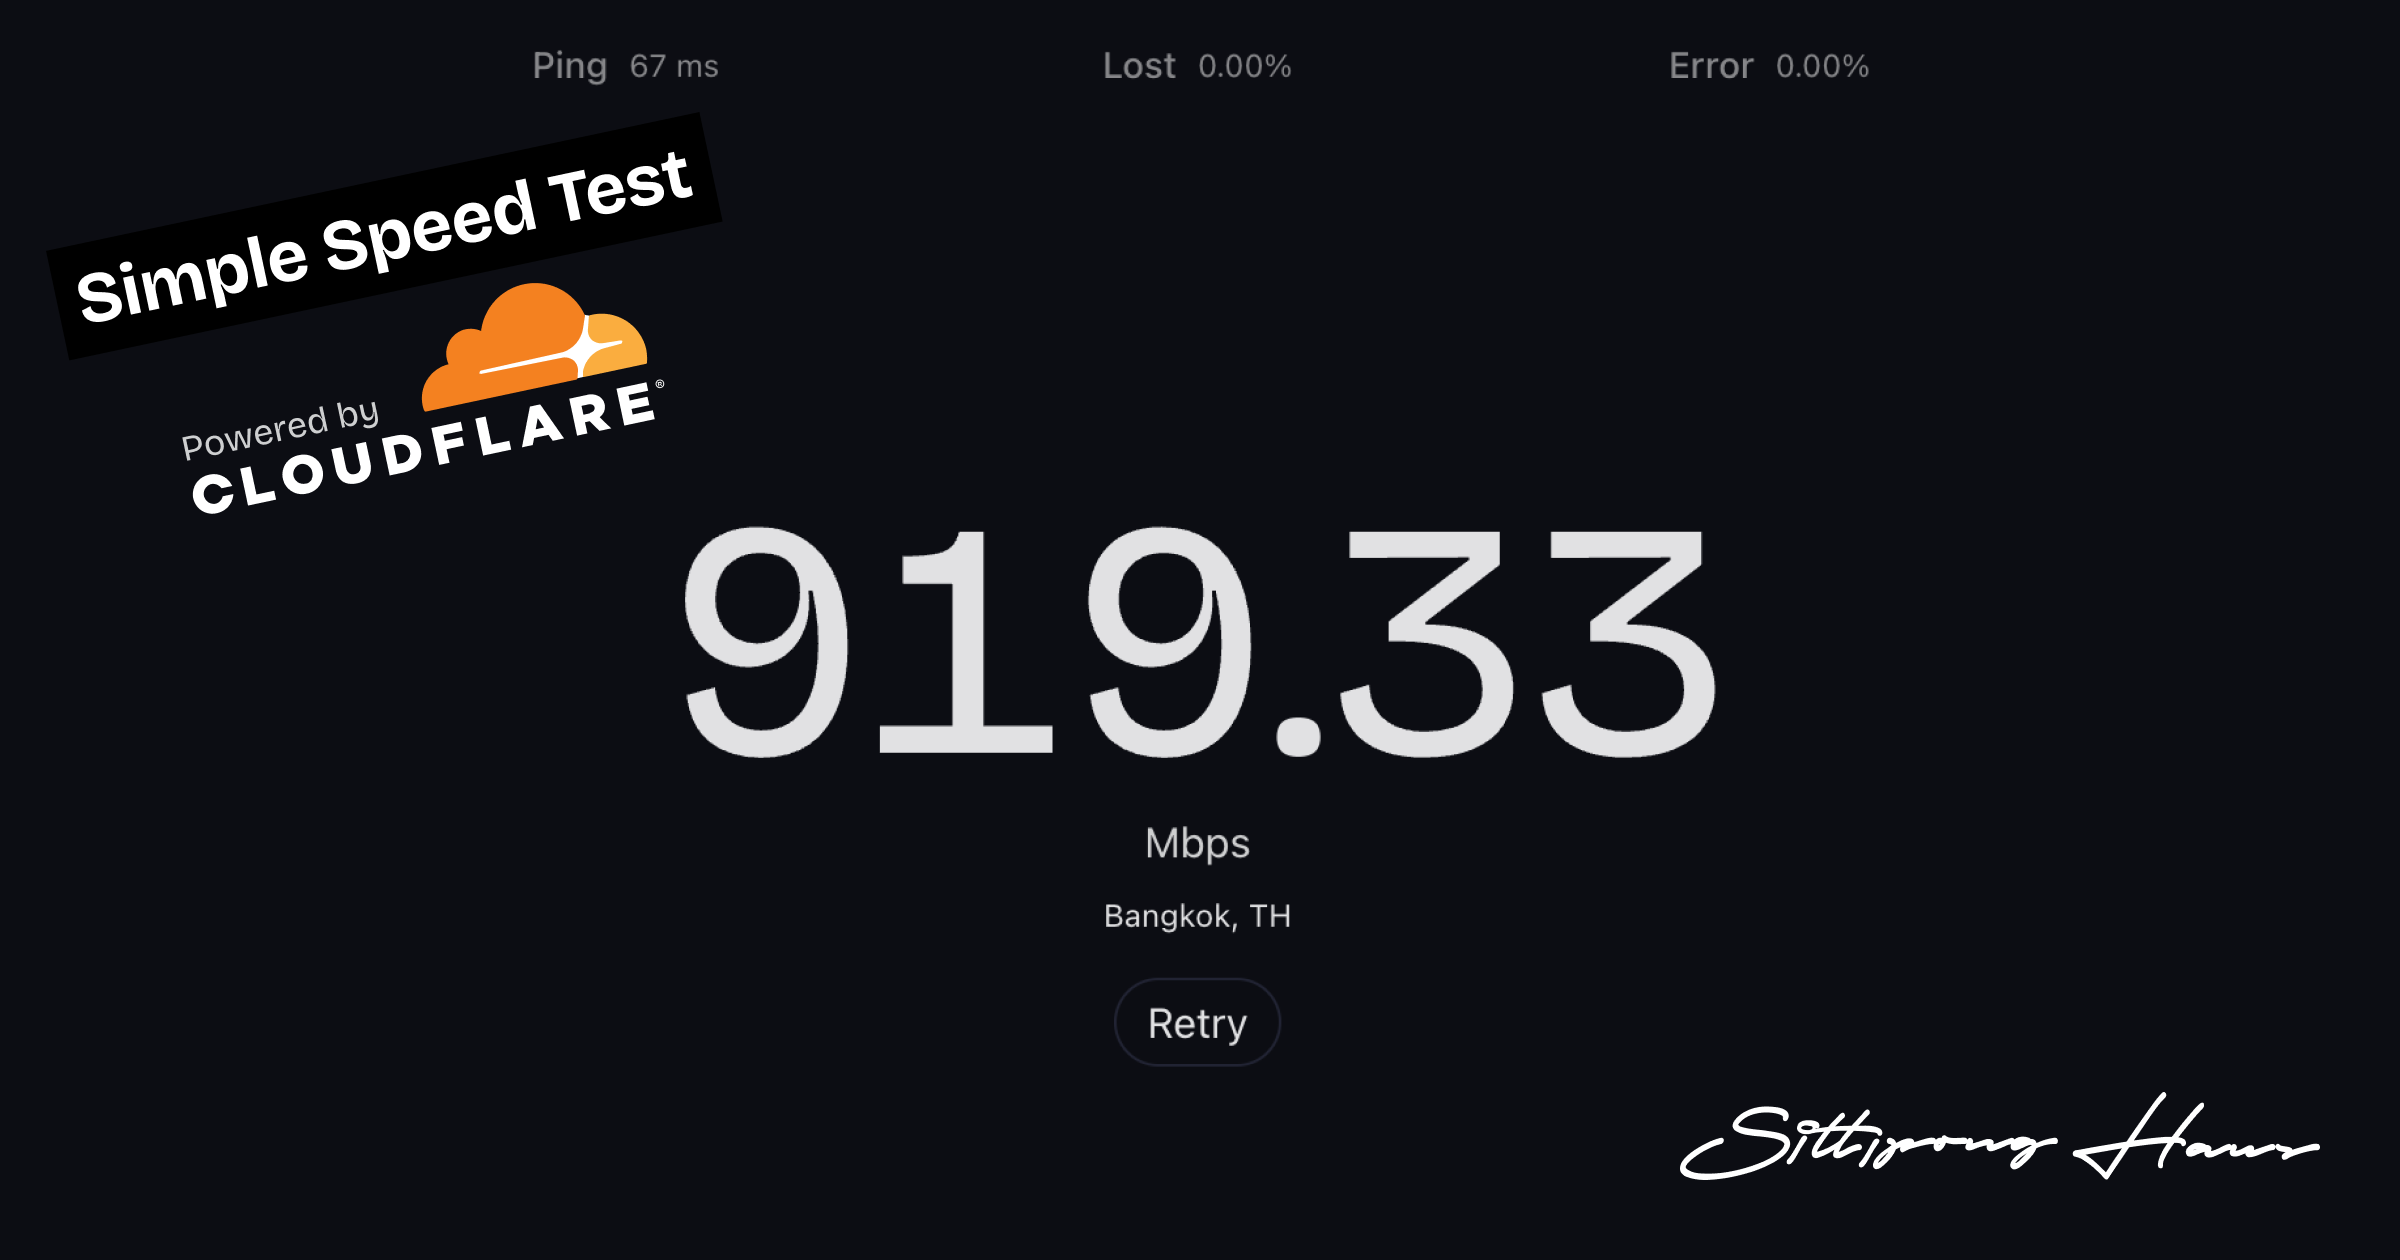 Ping 67 ms Lost 0.00% Error 0.00%
Simple Speed Test
Powered by
CLOUDFLARE®
919.33
Mbps
Bangkok, TH
Retry
Sittipong